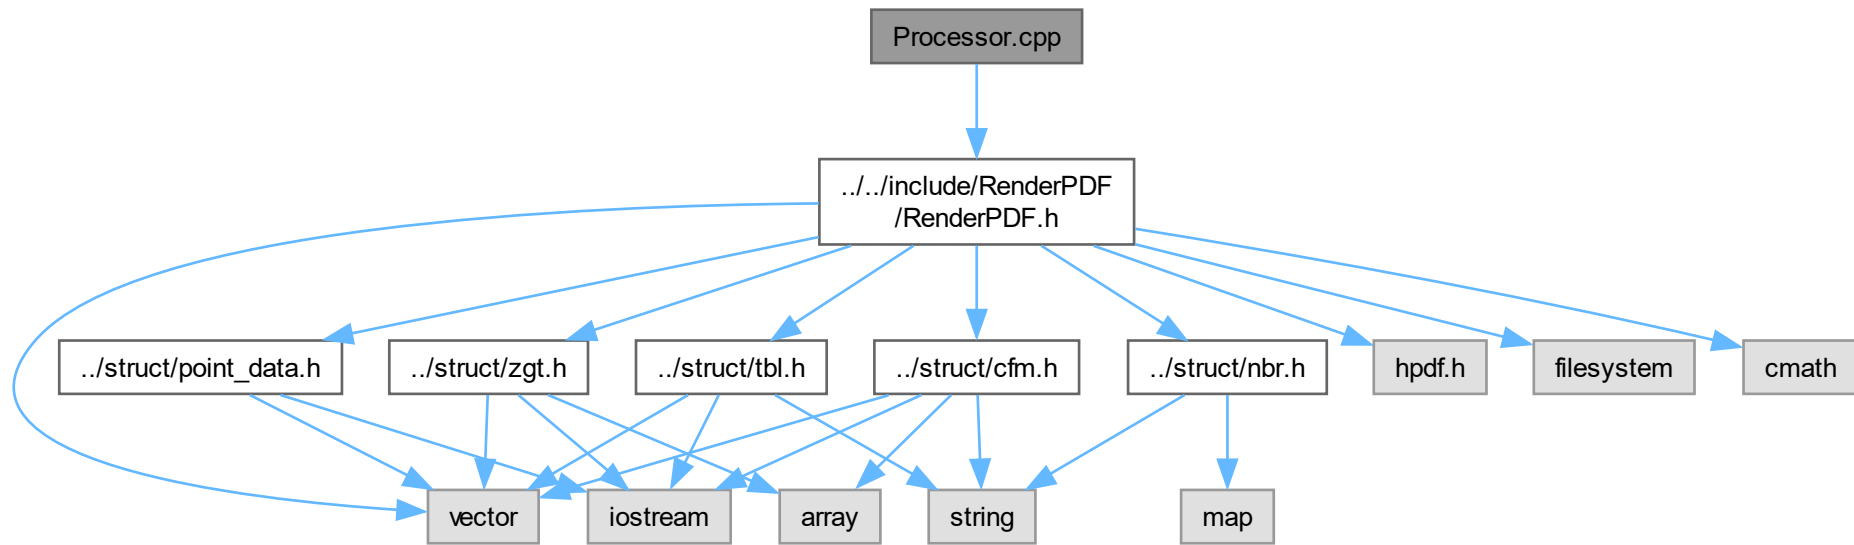 Processor.cpp
../../include/RenderPDF
/RenderPDF.h
../struct/point_data.h
../struct/zgt.h
../struct/tbl.h
../struct/cfm.h
../struct/nbr.h
hpdf.h
filesystem
cmath
vector
iostream
array
string
map